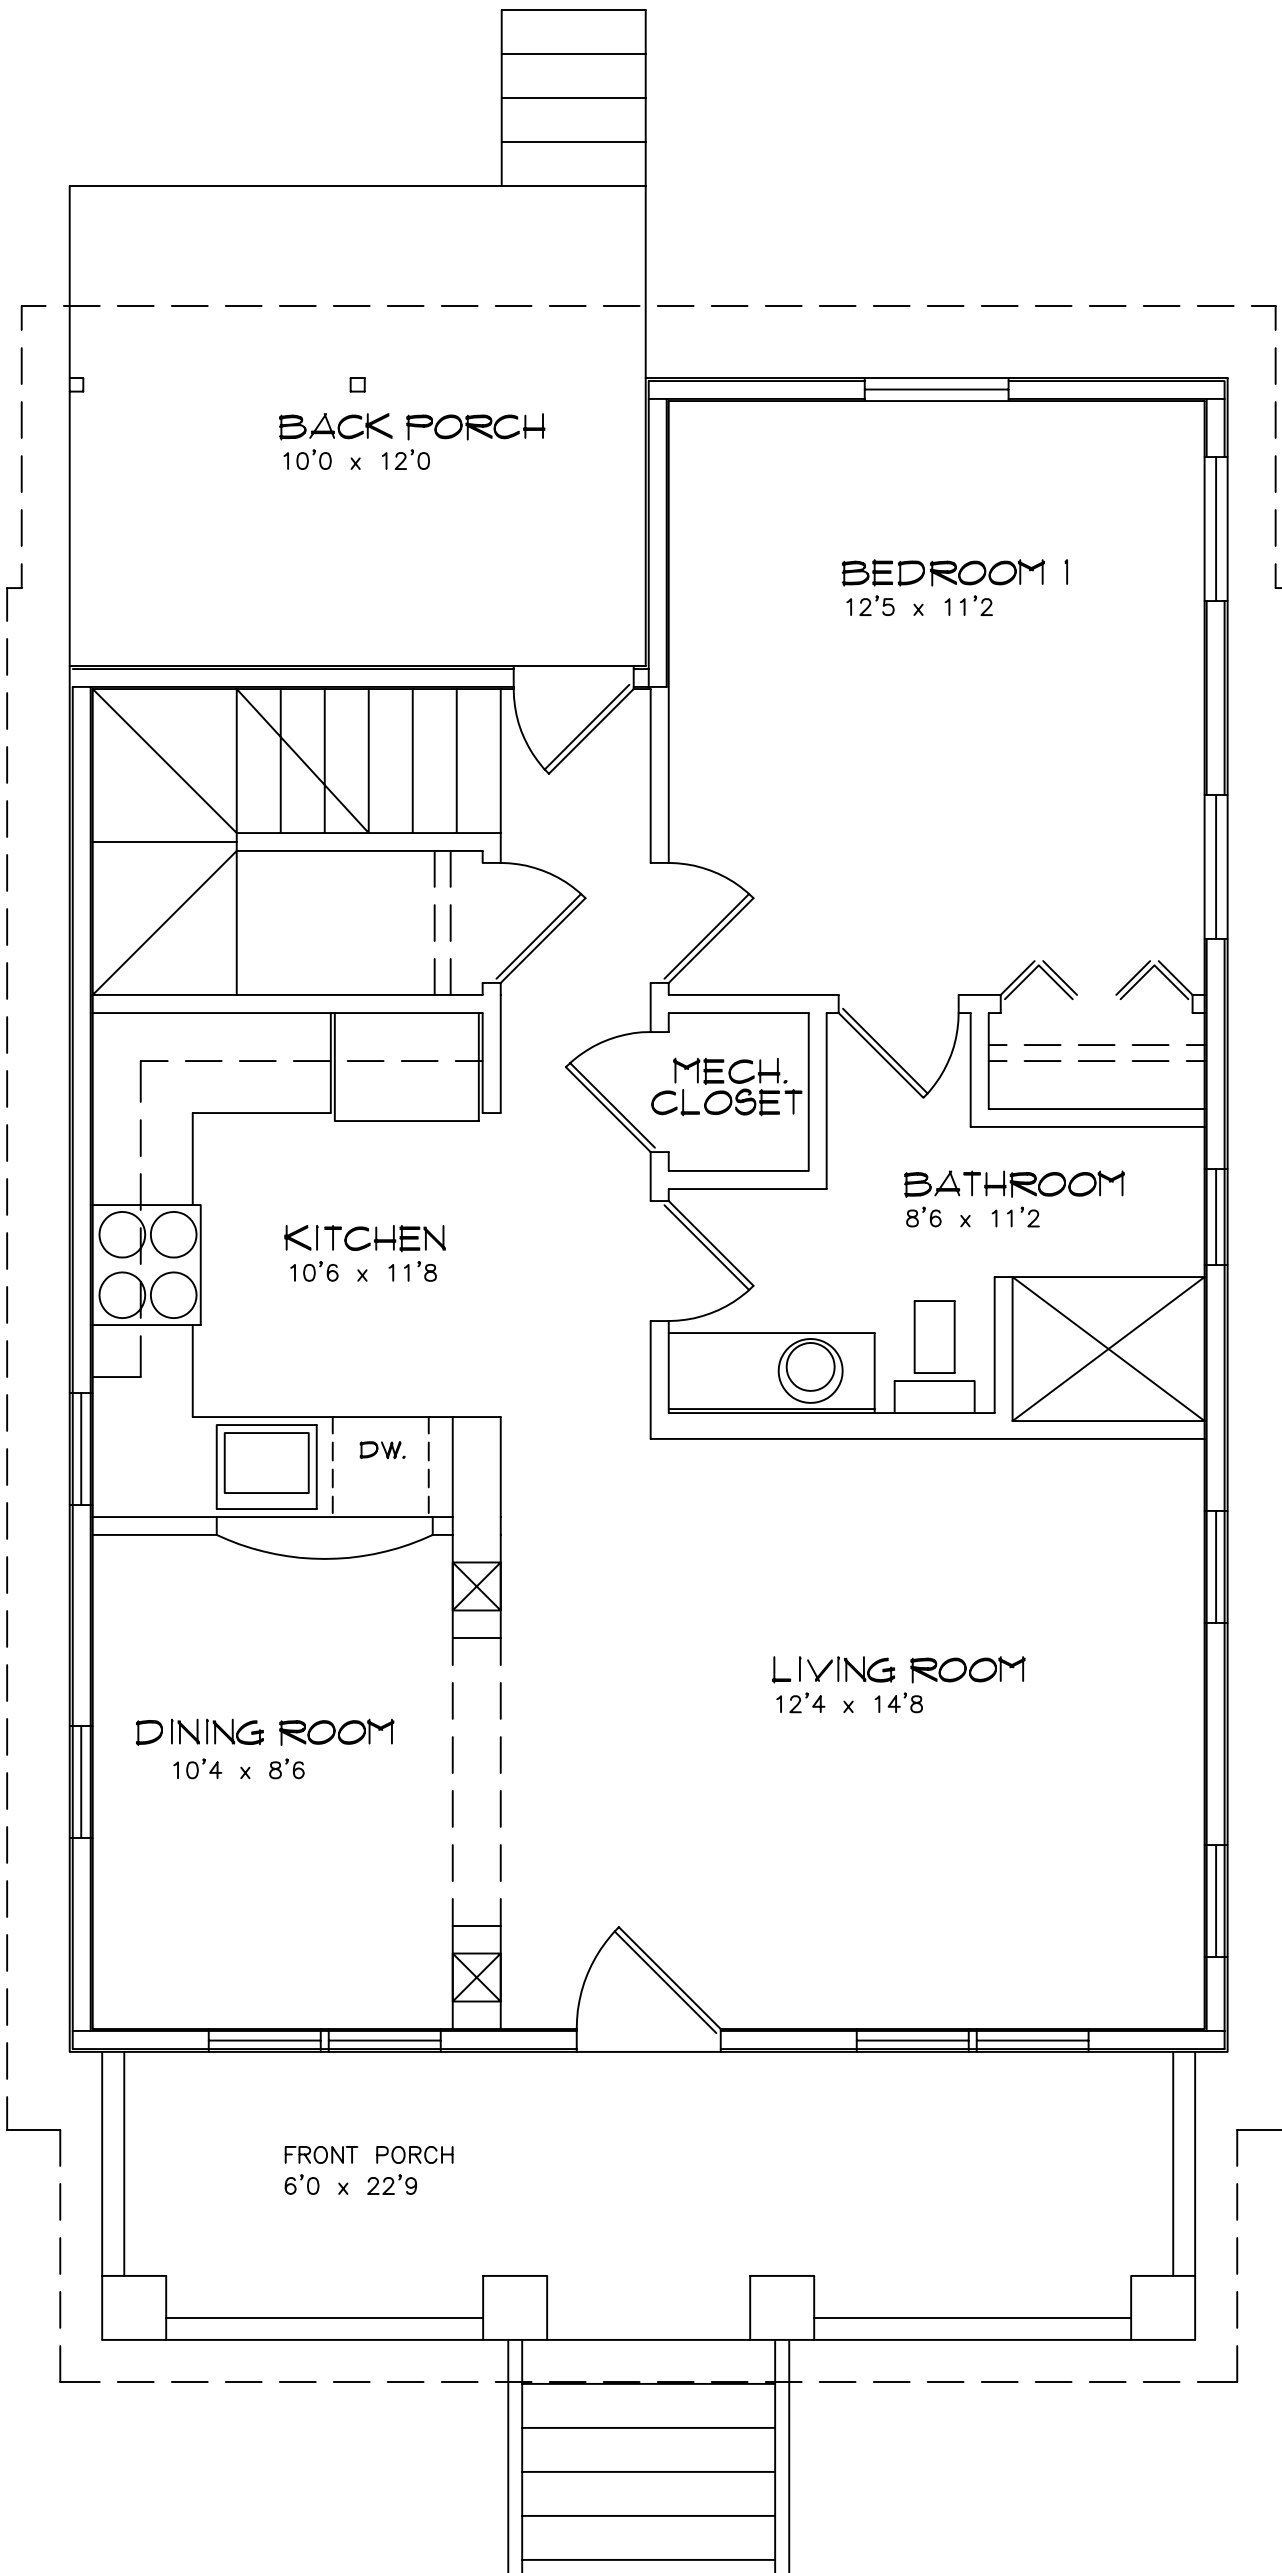 BACK PORCH
10'0 x 12'0
BEDROOM 1
12'5 x 11'2
MECH.
CLOSET
BATHROOM
8'6 x 11'2
KITCHEN
10'6 x 11'8
DW.
LIVING ROOM
12'4 x 14'8
DINING ROOM
10'4 x 8'6
FRONT PORCH
6'0 x 22'9